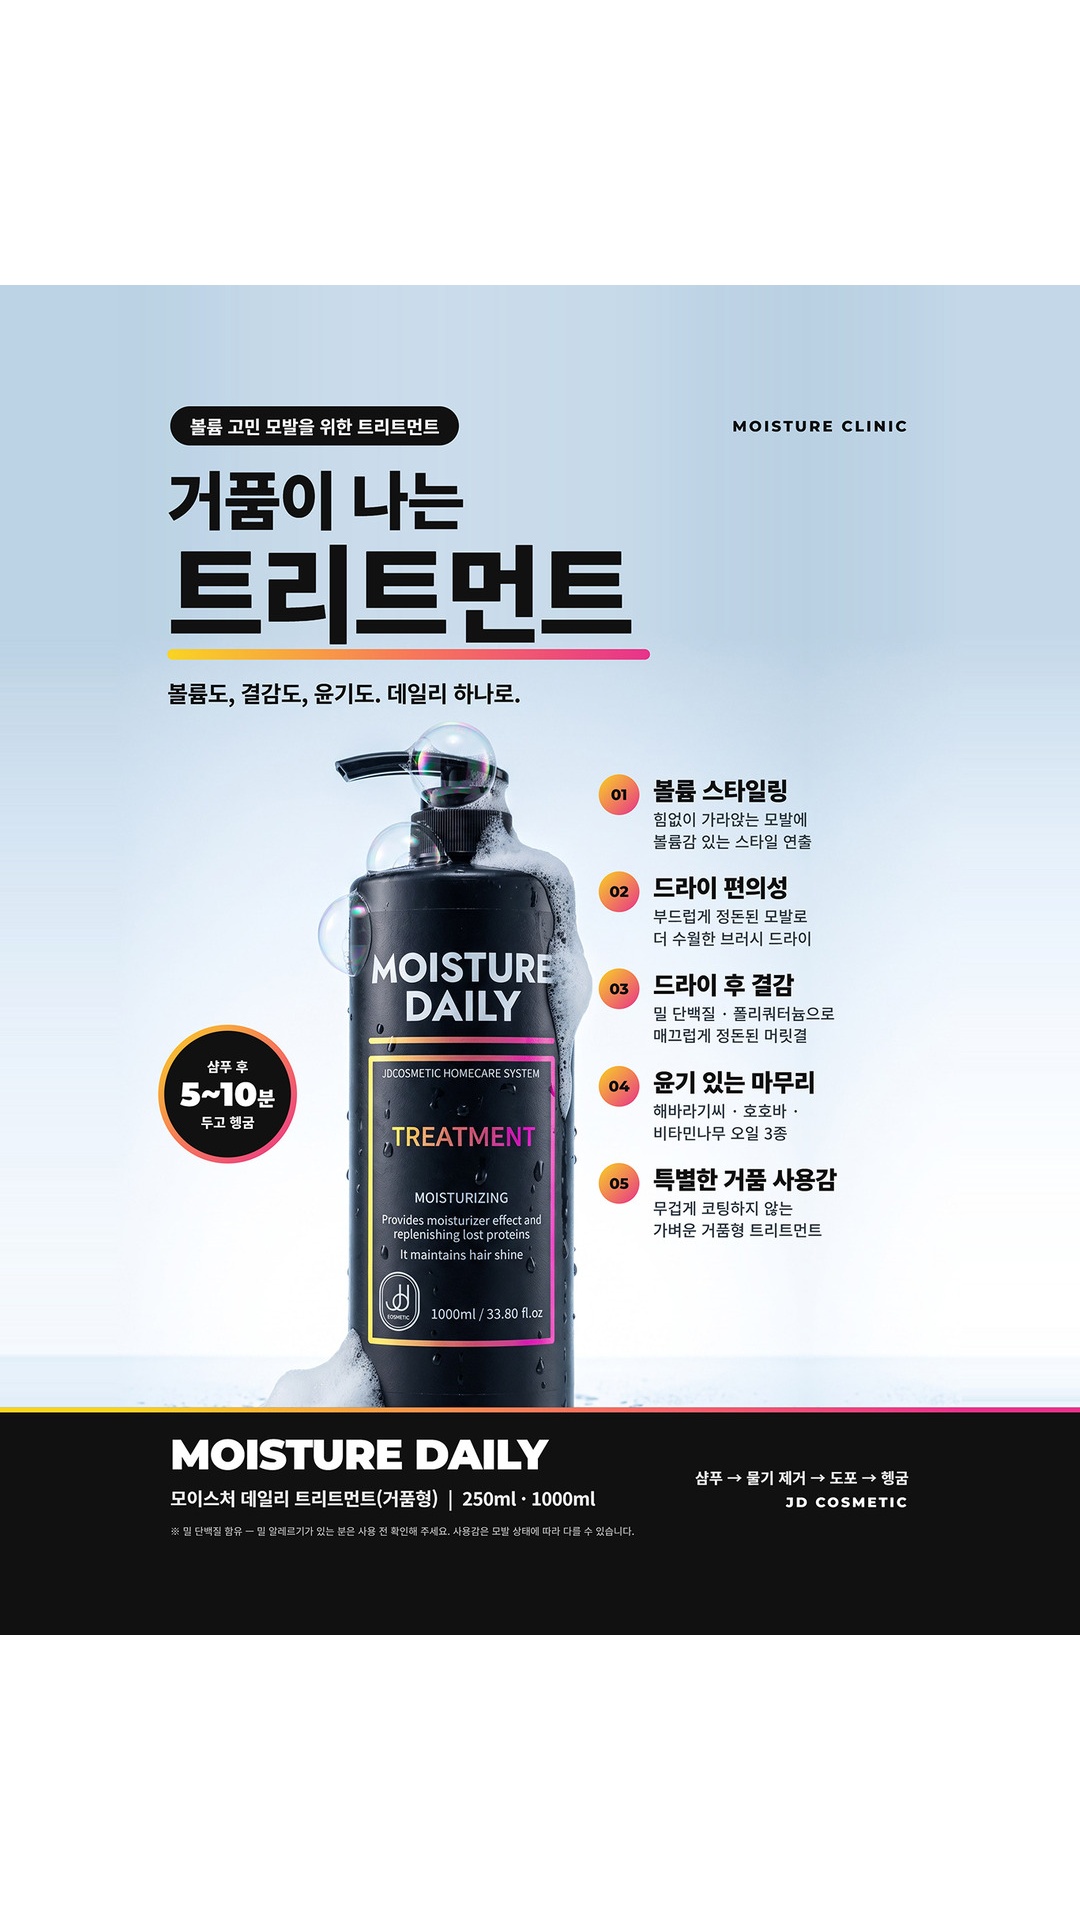 볼륨 고민 모발을 위한 트리트먼트
MOISTURE CLINIC
거품이 나는
트리트먼트
볼륨도, 결감도, 윤기도. 데일리 하나로.
01
볼륨 스타일링
힘없이 가라앉는 모발에
볼륨감 있는 스타일 연출
02
드라이 편의성
부드럽게 정돈된 모발로
더 수월한 브러시 드라이
03
드라이 후 결감
밀 단백질 · 폴리쿼터늄으로
매끄럽게 정돈된 머릿결
04
윤기 있는 마무리
해바라기씨 · 호호바 ·
비타민나무 오일 3종
05
특별한 거품 사용감
무겁게 코팅하지 않는
가벼운 거품형 트리트먼트
샴푸 후
5~10분
두고 헹굼
MOISTURE
DAILY
JDCOSMETIC HOMECARE SYSTEM
TREATMENT
MOISTURIZING
Provides moisturizer effect and
replenishing lost proteins
It maintains hair shine
Jd
EOSMETIC
1000ml / 33.80 fl.oz
MOISTURE DAILY
모이스처 데일리 트리트먼트(거품형) | 250ml · 1000ml
※ 밀 단백질 함유 — 밀 알레르기가 있는 분은 사용 전 확인해 주세요. 사용감은 모발 상태에 따라 다를 수 있습니다.
샴푸 → 물기 제거 → 도포 → 헹굼
JD COSMETIC